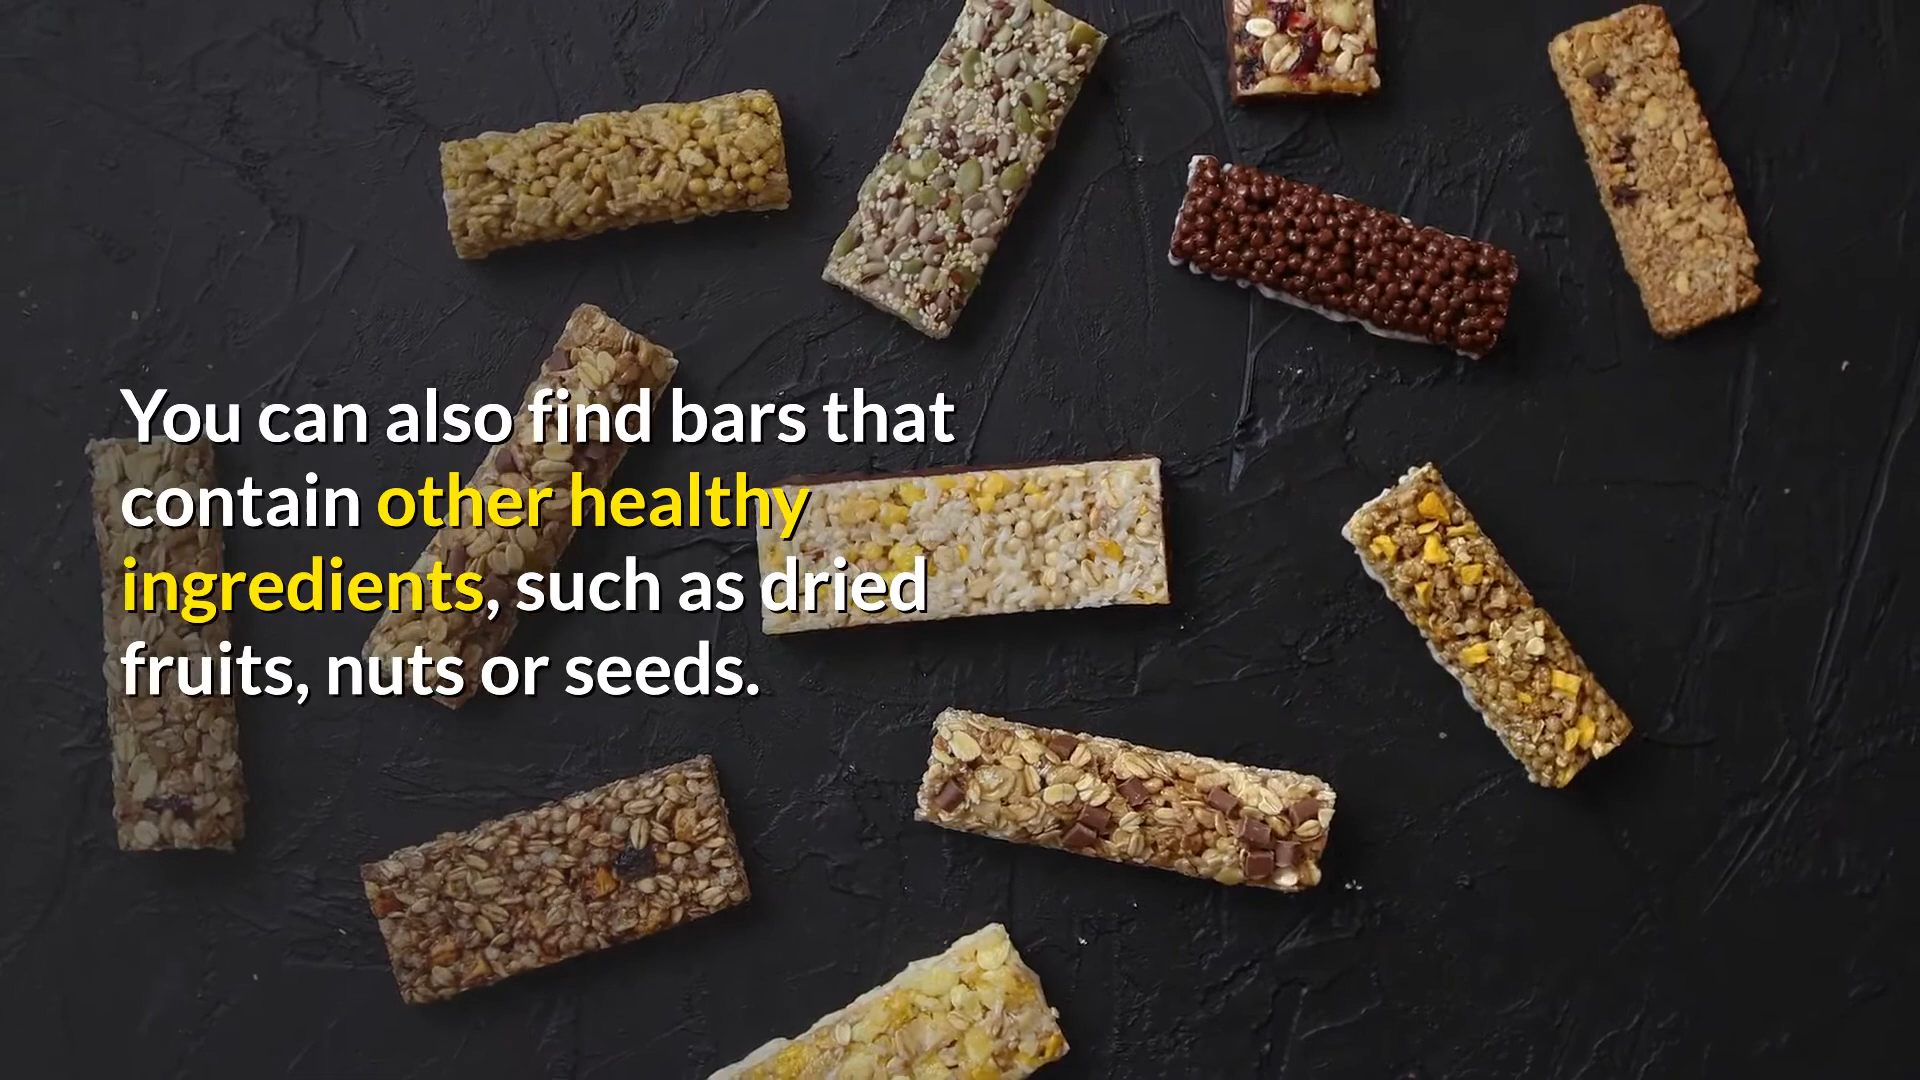 You can also find bars that
contain other healthy
ingredients, such as dried
fruits, nuts or seeds.